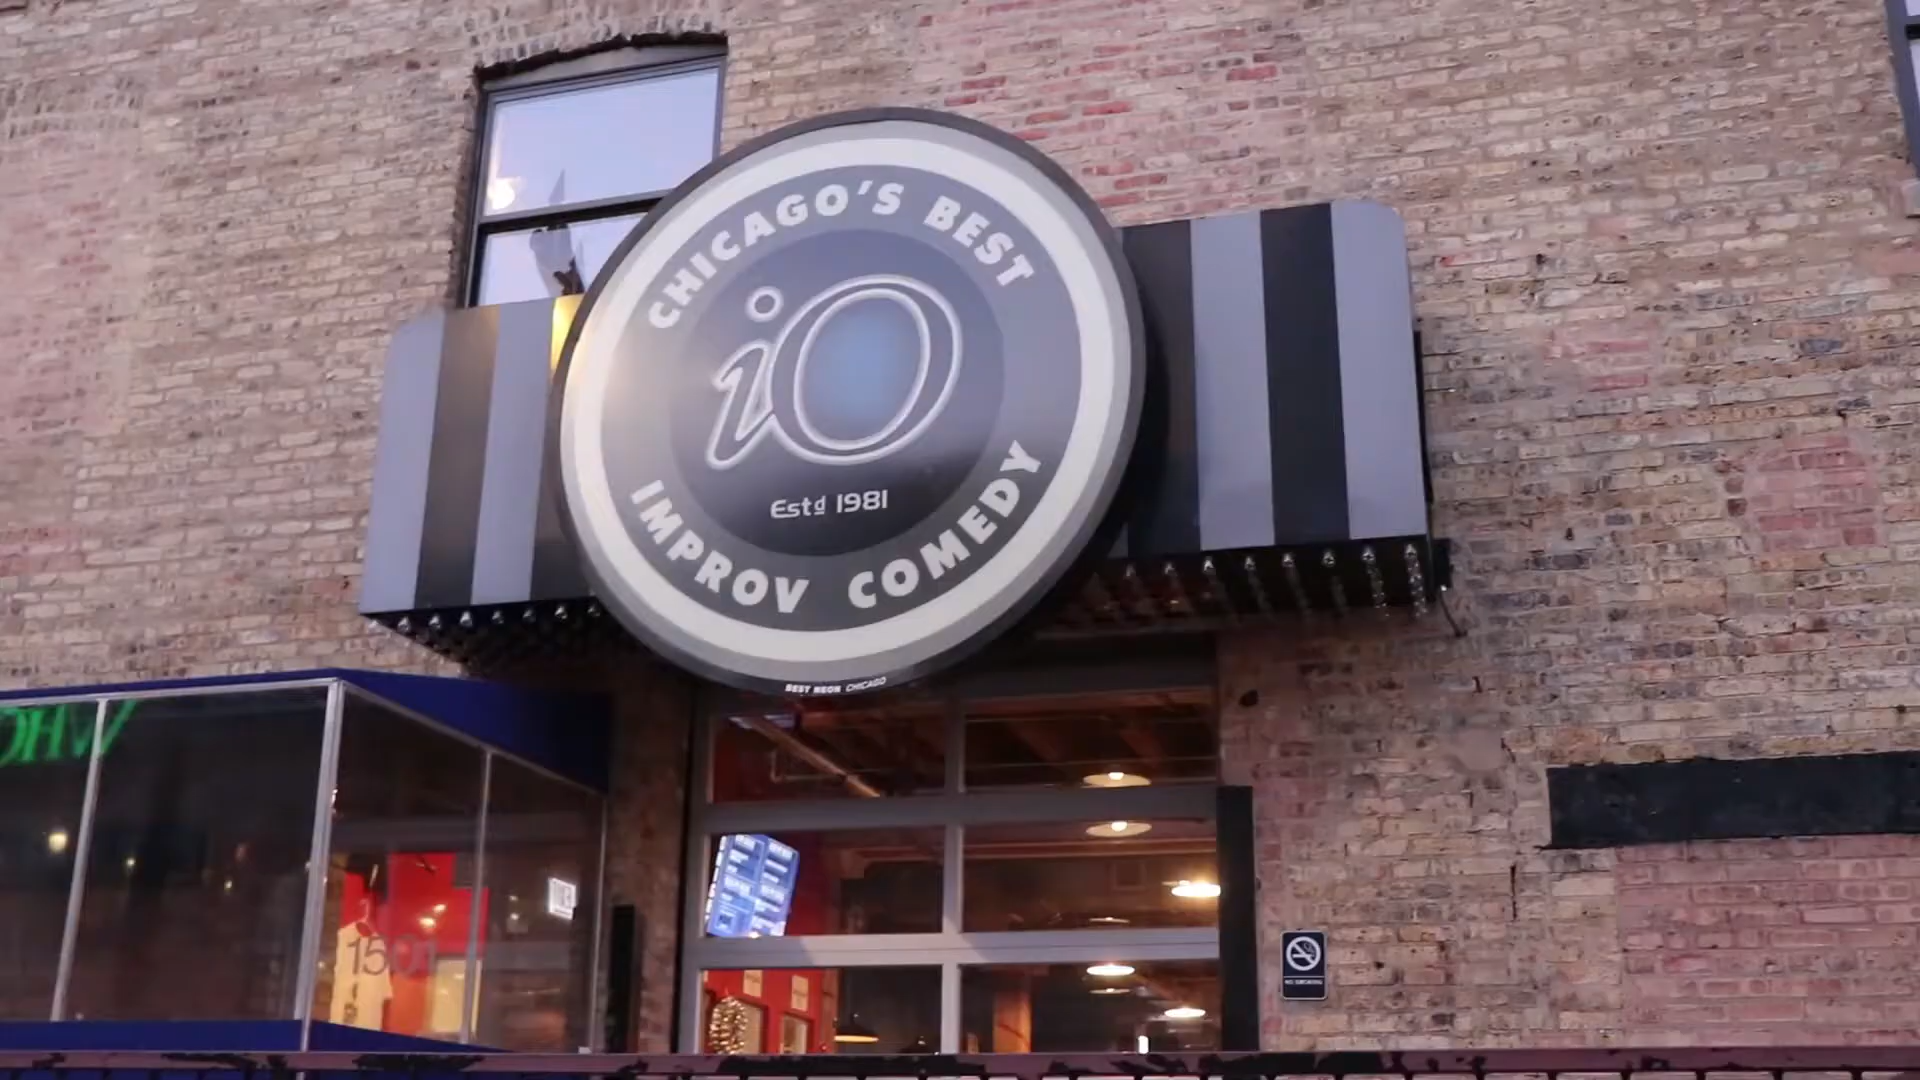 CHICAGO'S BEST
iO
Estd 1981
IMPROV COMEDY
BEST NEON CHICAGO
1501
NO SMOKING